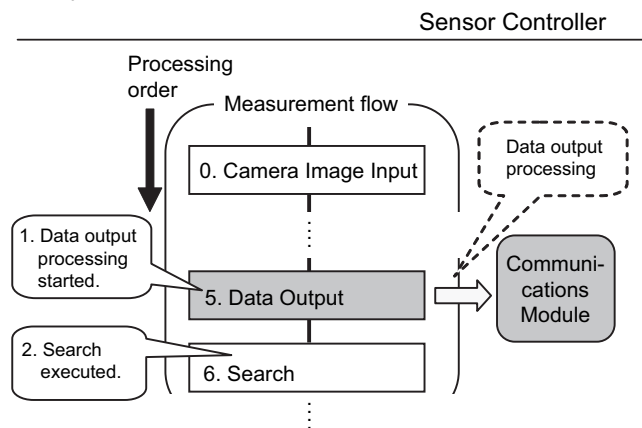 Sensor Controller
Processing
order
Measurement flow
0. Camera Image Input
Data output
processing
1. Data output
processing
started.
5. Data Output
Communi-
cations
Module
2. Search
executed.
6. Search